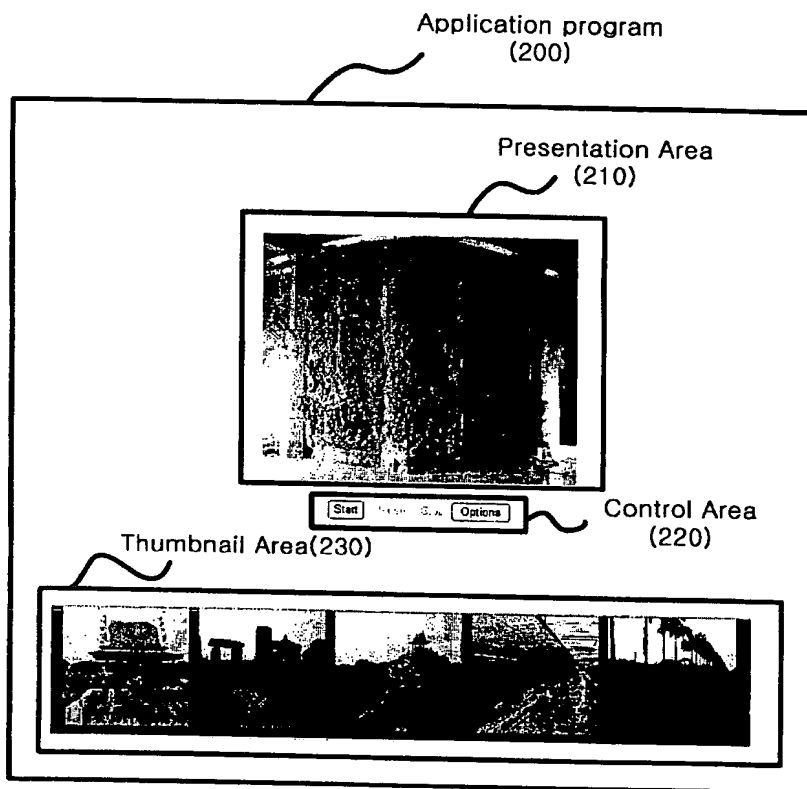 Application program
(200)
Presentation Area
(210)
Start Options
Control Area
(220)
Thumbnail Area(230)